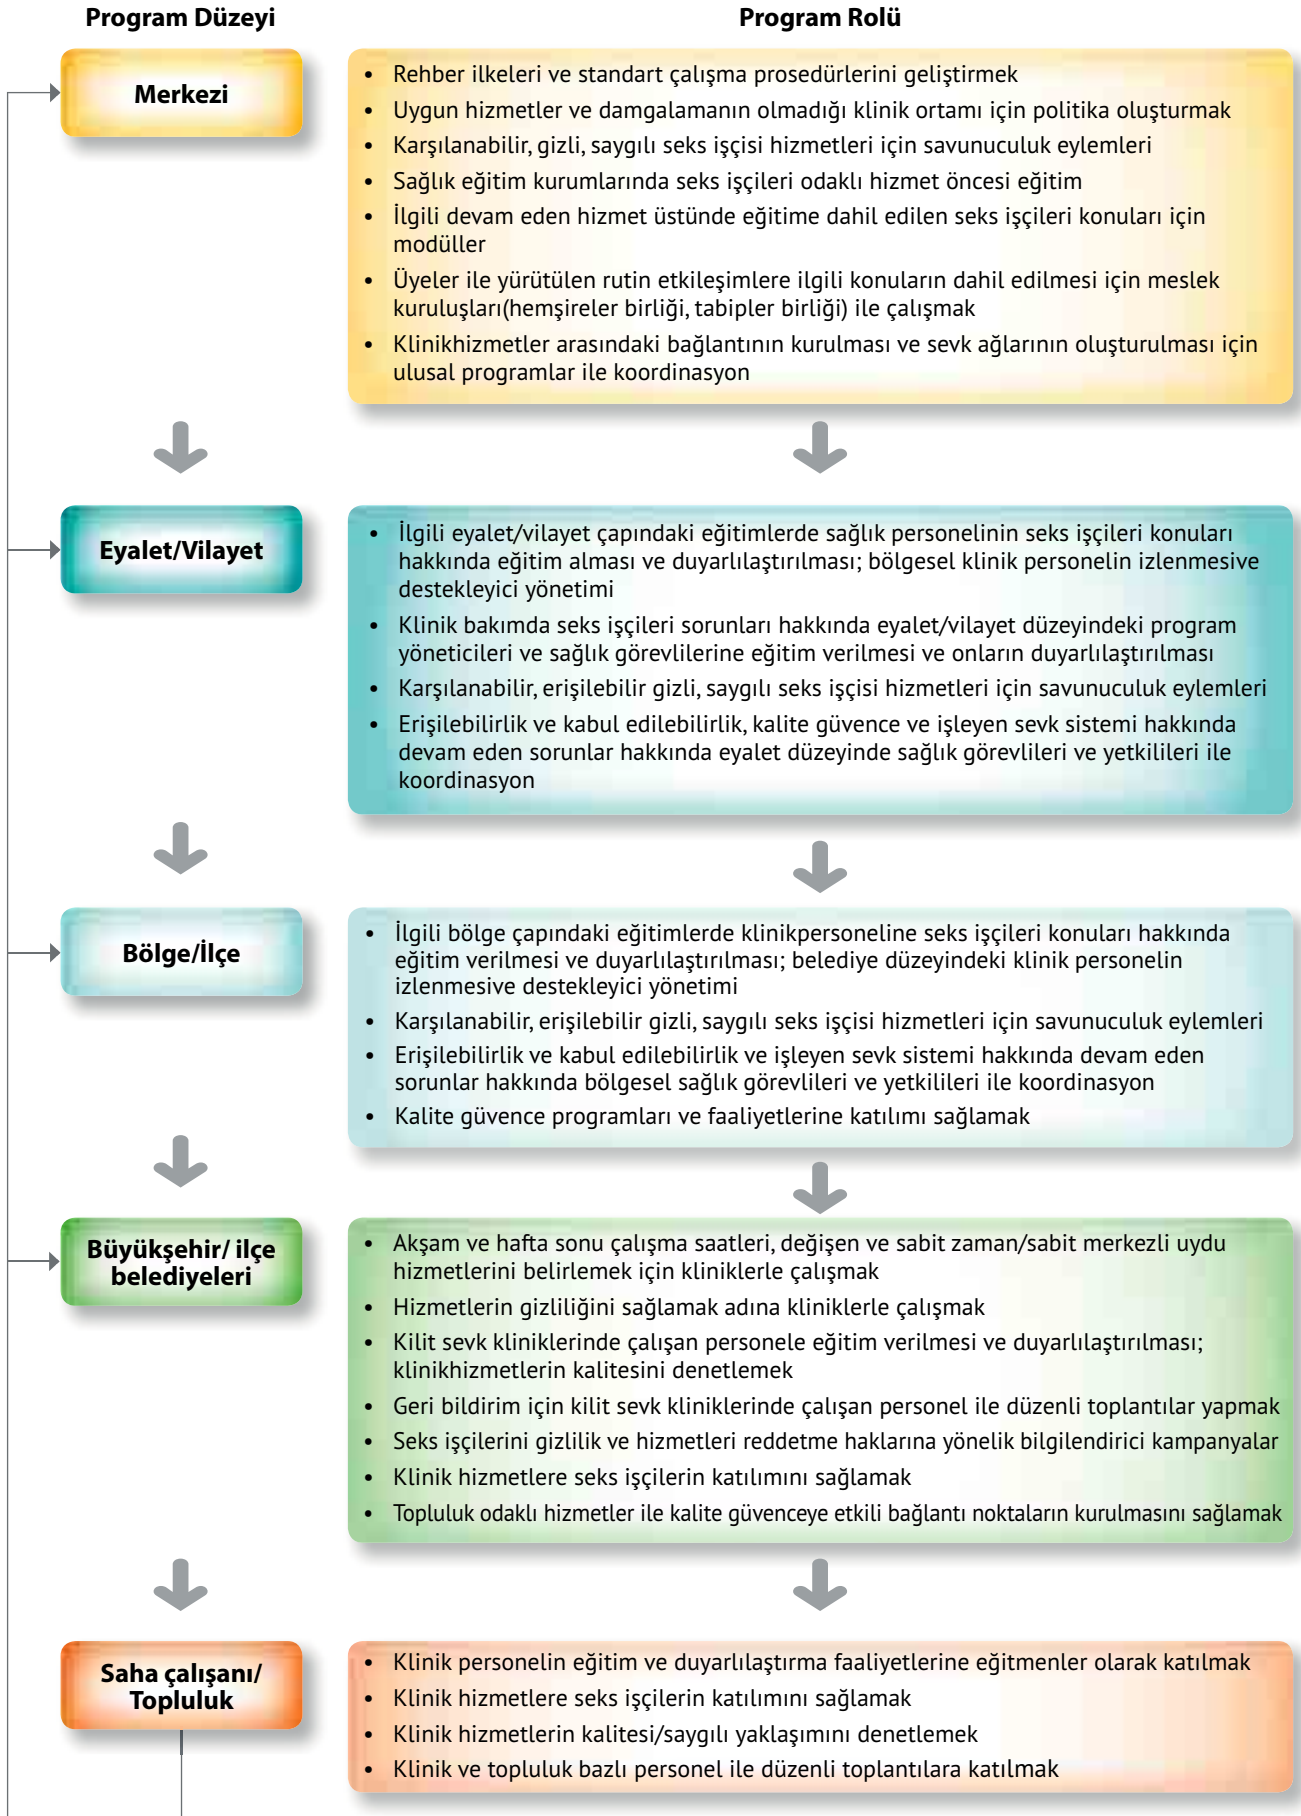 Program Düzeyi
Program Rolü
Merkezi
• Rehber ilkeleri ve standart çalışma prosedürlerini geliştirmek
• Uygun hizmetler ve damgalamanın olmadığı klinik ortamı için politika oluşturmak
• Karşılanabilir, gizli, saygılı seks işçisi hizmetleri için savunuculuk eylemleri
• Sağlık eğitim kurumlarında seks işçileri odaklı hizmet öncesi eğitim
• İlgili devam eden hizmet üstünde eğitime dahil edilen seks işçileri konuları için
modüller
• Üyeler ile yürütülen rutin etkileşimlere ilgili konuların dahil edilmesi için meslek
kuruluşları(hemşireler birliği, tabipler birliği) ile çalışmak
• Klinikhizmetler arasındaki bağlantının kurulması ve sevk ağlarının oluşturulması için
ulusal programlar ile koordinasyon
Eyalet/Vilayet
• İlgili eyalet/vilayet çapındaki eğitimlerde sağlık personelinin seks işçileri konuları
hakkında eğitim alması ve duyarlılaştırılması; bölgesel klinik personelin izlenmesive
destekleyici yönetimi
• Klinik bakımda seks işçileri sorunları hakkında eyalet/vilayet düzeyindeki program
yöneticileri ve sağlık görevlilerine eğitim verilmesi ve onların duyarlılaştırılması
• Karşılanabilir, erişilebilir gizli, saygılı seks işçisi hizmetleri için savunuculuk eylemleri
• Erişilebilirlik ve kabul edilebilirlik, kalite güvence ve işleyen sevk sistemi hakkında
devam eden sorunlar hakkında eyalet düzeyinde sağlık görevlileri ve yetkilileri ile
koordinasyon
Bölge/İlçe
• İlgili bölge çapındaki eğitimlerde klinikpersoneline seks işçileri konuları hakkında
eğitim verilmesi ve duyarlılaştırılması; belediye düzeyindeki klinik personelin
izlenmesive destekleyici yönetimi
• Karşılanabilir, erişilebilir gizli, saygılı seks işçisi hizmetleri için savunuculuk eylemleri
• Erişilebilirlik ve kabul edilebilirlik ve işleyen sevk sistemi hakkında devam eden
sorunlar hakkında bölgesel sağlık görevlileri ve yetkilileri ile koordinasyon
• Kalite güvence programları ve faaliyetlerine katılımı sağlamak
Büyükşehir/ ilçe
belediyeleri
• Akşam ve hafta sonu çalışma saatleri, değişen ve sabit zaman/sabit merkezli uydu
hizmetlerini belirlemek için kliniklerle çalışmak
• Hizmetlerin gizliliğini sağlamak adına kliniklerle çalışmak
• Kilit sevk kliniklerinde çalışan personele eğitim verilmesi ve duyarlılaştırılması;
klinikhizmetlerin kalitesini denetlemek
• Geri bildirim için kilit sevk kliniklerinde çalışan personel ile düzenli toplantılar yapmak
• Seks işçilerini gizlilik ve hizmetleri reddetme haklarına yönelik bilgilendirici kampanyalar
• Klinik hizmetlere seks işçilerin katılımını sağlamak
• Topluluk odaklı hizmetler ile kalite güvenceye etkili bağlantı noktaların kurulmasını sağlamak
Saha çalışanı/
Topluluk
• Klinik personelin eğitim ve duyarlılaştırma faaliyetlerine eğitmenler olarak katılmak
• Klinik hizmetlere seks işçilerin katılımını sağlamak
• Klinik hizmetlerin kalitesi/saygılı yaklaşımını denetlemek
• Klinik ve topluluk bazlı personel ile düzenli toplantılara katılmak